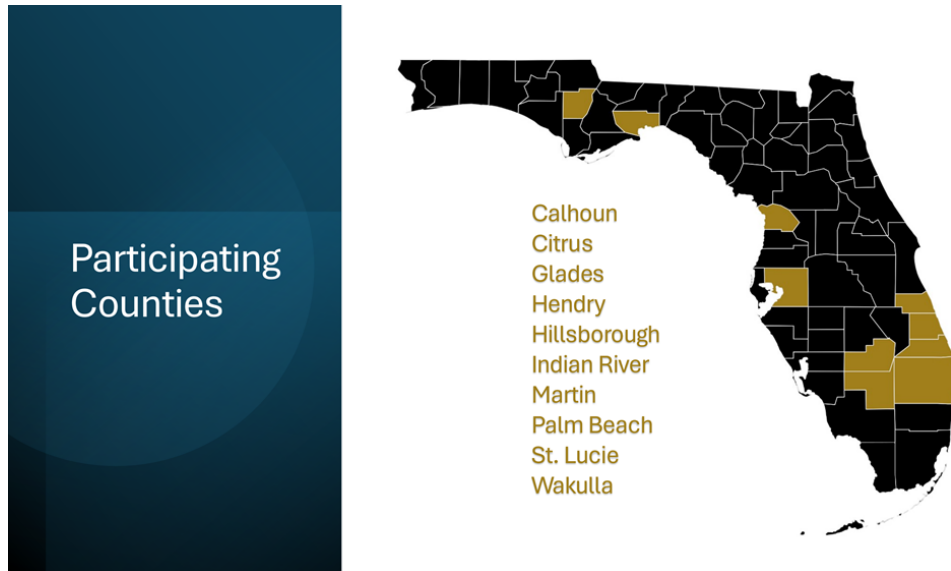 Participating
Counties
Calhoun
Citrus
Glades
Hendry
Hillsborough
Indian River
Martin
Palm Beach
St. Lucie
Wakulla